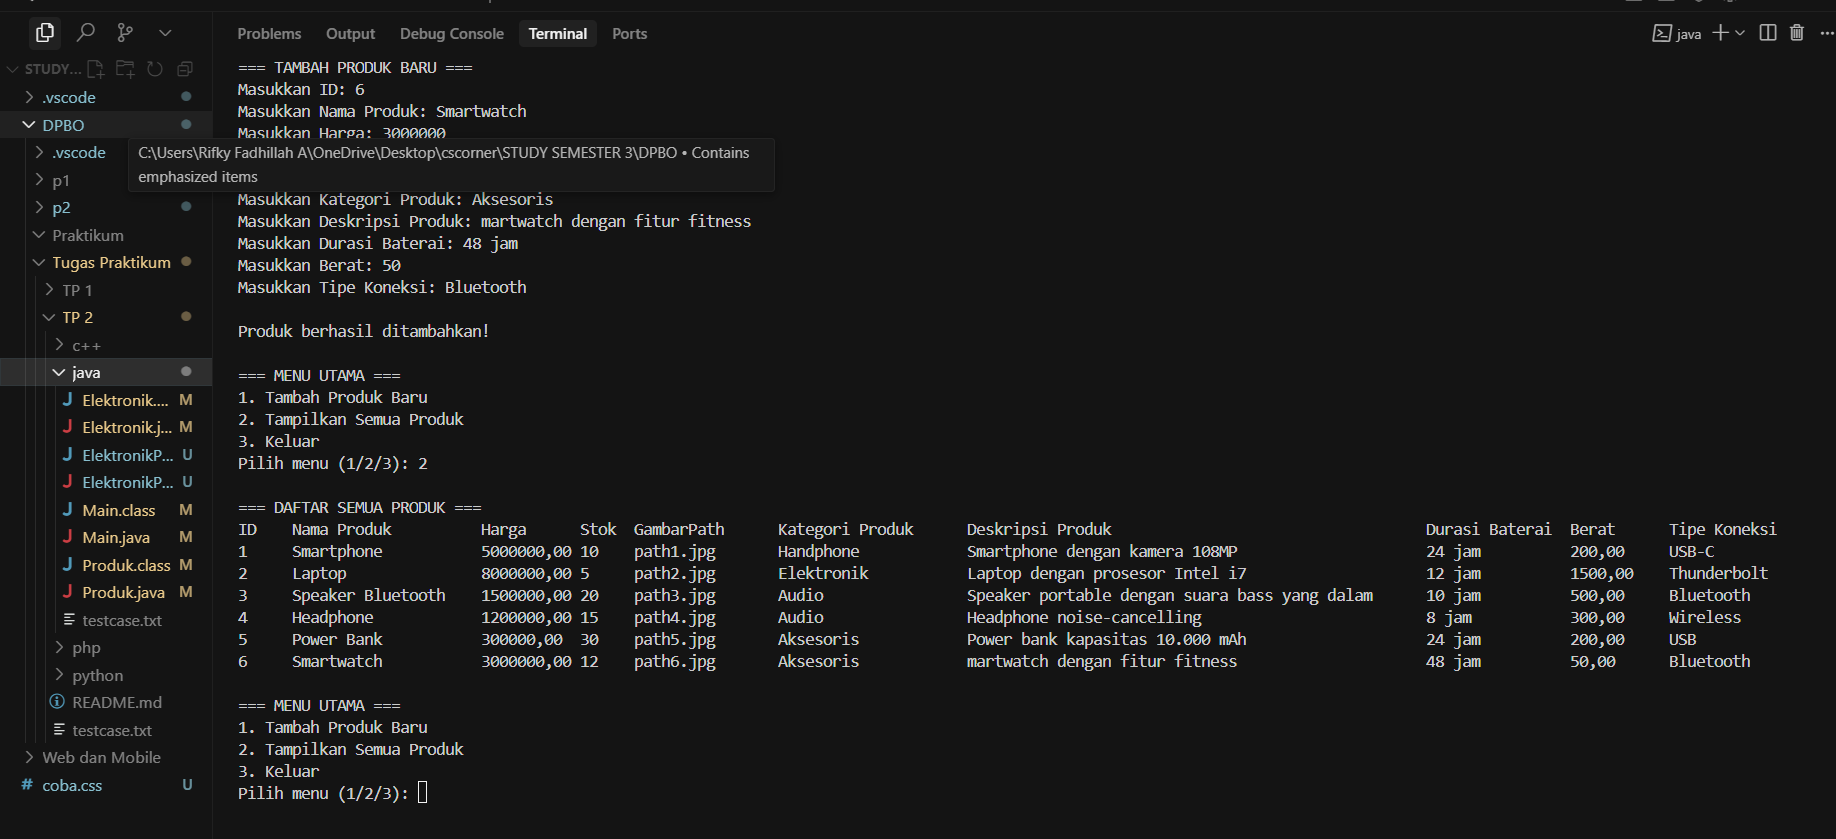 Problems Output Debug Console Terminal Ports
java
STUDY...
.vscode
DPBO
.vscode
p1
p2
Praktikum
Tugas Praktikum
TP 1
TP 2
c++
java
Elektronik.... M
Elektronik.j... M
ElektronikP... U
ElektronikP... U
Main.class M
Main.java M
Produk.class M
Produk.java M
testcase.txt
php
python
README.md
testcase.txt
Web dan Mobile
# coba.css U
=== TAMBAH PRODUK BARU ===
Masukkan ID: 6
Masukkan Nama Produk: Smartwatch
Masukkan Harga: 3000000
C:\Users\Rifky Fadhillah A\OneDrive\Desktop\cscorner\STUDY SEMESTER 3\DPBO • Contains
emphasized items
Masukkan Kategori Produk: Aksesoris
Masukkan Deskripsi Produk: martwatch dengan fitur fitness
Masukkan Durasi Baterai: 48 jam
Masukkan Berat: 50
Masukkan Tipe Koneksi: Bluetooth
Produk berhasil ditambahkan!
=== MENU UTAMA ===
1. Tambah Produk Baru
2. Tampilkan Semua Produk
3. Keluar
Pilih menu (1/2/3): 2
=== DAFTAR SEMUA PRODUK ===
ID Nama Produk Harga Stok GambarPath Kategori Produk Deskripsi Produk Durasi Baterai Berat Tipe Koneksi
1 Smartphone 5000000,00 10 path1.jpg Handphone Smartphone dengan kamera 108MP 24 jam 200,00 USB-C
2 Laptop 8000000,00 5 path2.jpg Elektronik Laptop dengan prosesor Intel i7 12 jam 1500,00 Thunderbolt
3 Speaker Bluetooth 1500000,00 20 path3.jpg Audio Speaker portable dengan suara bass yang dalam 10 jam 500,00 Bluetooth
4 Headphone 1200000,00 15 path4.jpg Audio Headphone noise-cancelling 8 jam 300,00 Wireless
5 Power Bank 300000,00 30 path5.jpg Aksesoris Power bank kapasitas 10.000 mAh 24 jam 200,00 USB
6 Smartwatch 3000000,00 12 path6.jpg Aksesoris martwatch dengan fitur fitness 48 jam 50,00 Bluetooth
=== MENU UTAMA ===
1. Tambah Produk Baru
2. Tampilkan Semua Produk
3. Keluar
Pilih menu (1/2/3):